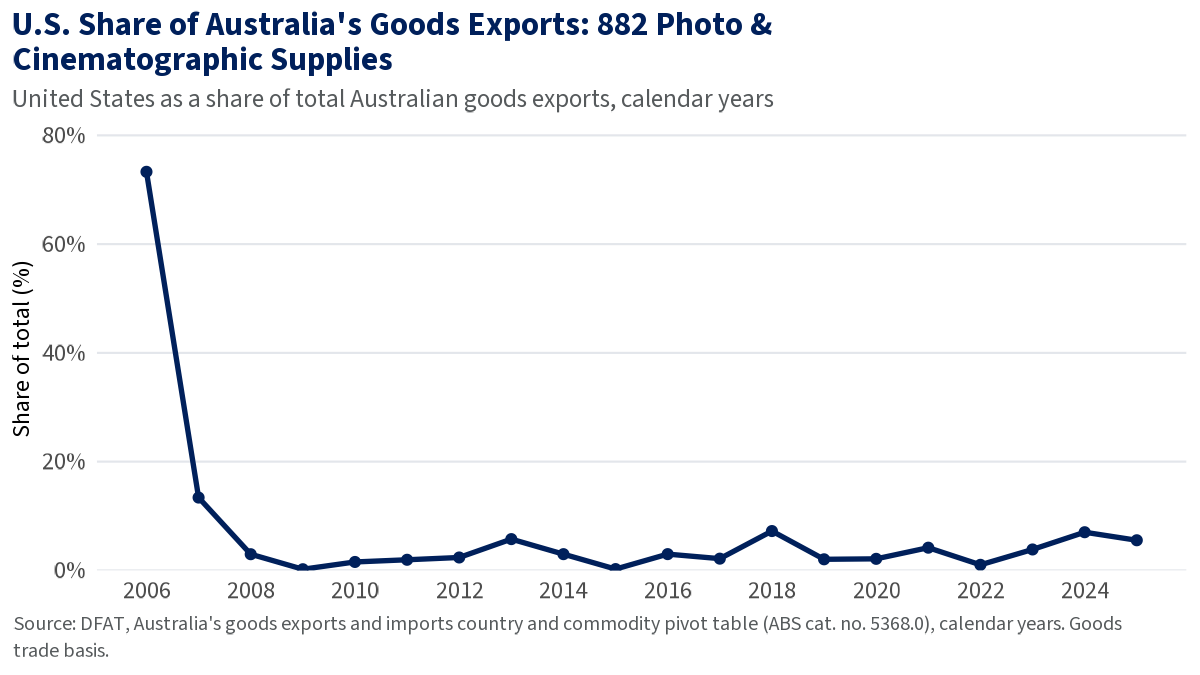 U.S. Share of Australia's Goods Exports: 882 Photo &
Cinematographic Supplies
United States as a share of total Australian goods exports, calendar years
Share of total (%)
80%
60%
40%
20%
0%
2006 2008 2010 2012 2014 2016 2018 2020 2022 2024
Source: DFAT, Australia's goods exports and imports country and commodity pivot table (ABS cat. no. 5368.0), calendar years. Goods
trade basis.